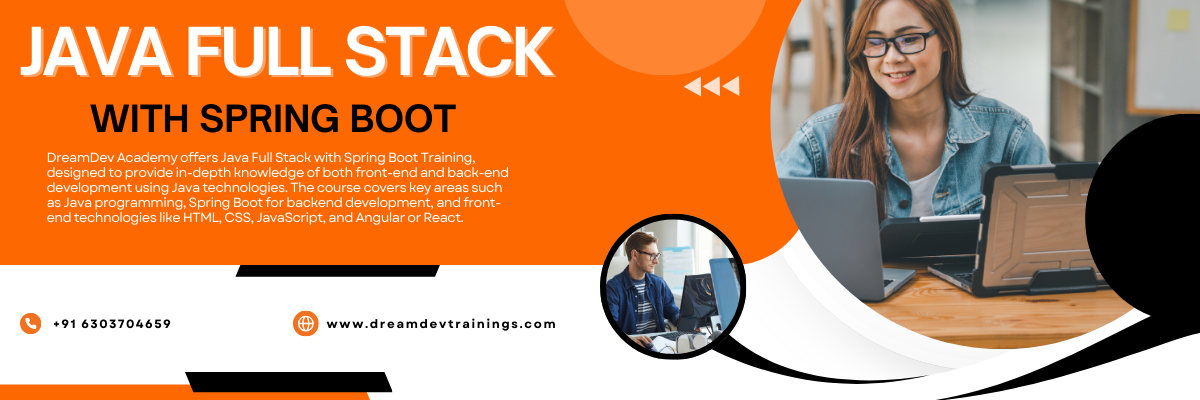 JAVA FULL STACK
WITH SPRING BOOT
DreamDev Academy offers Java Full Stack with Spring Boot Training,
designed to provide in-depth knowledge of both front-end and back-end
development using Java technologies. The course covers key areas such
as Java programming, Spring Boot for backend development, and front-
end technologies like HTML, CSS, JavaScript, and Angular or React.
+91 6303704659
www.dreamdevtrainings.com